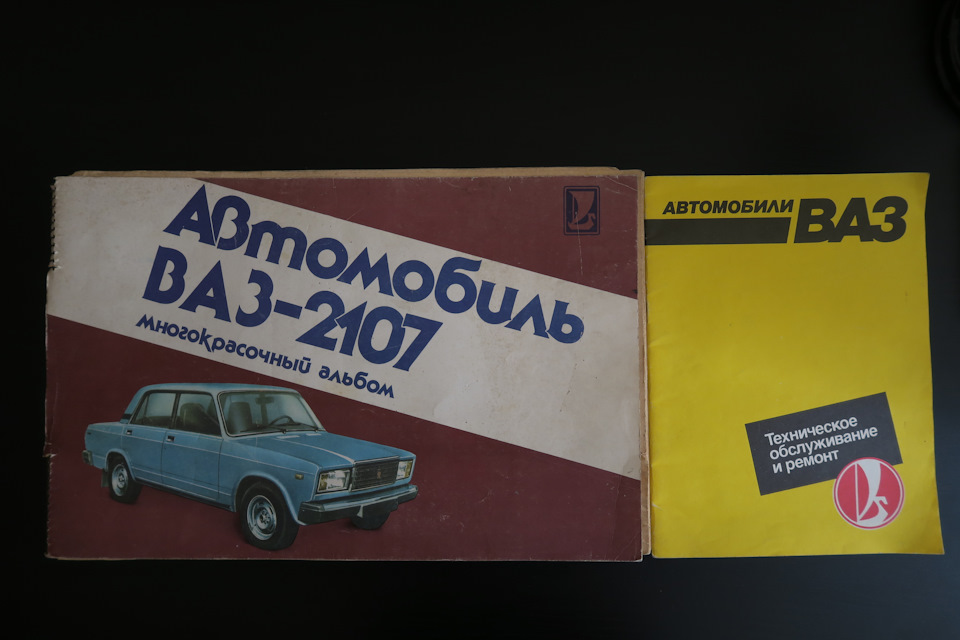 Автомобиль
ВАЗ-2107
многокрасочный альбом
АВТОМОБИЛИ
ВАЗ
Техническое
обслуживание
и ремонт